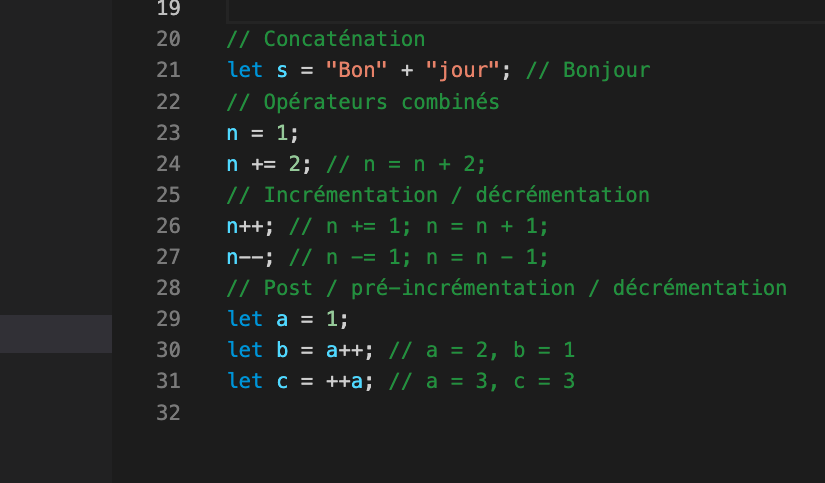 19
20 // Concaténation
21 let s = "Bon" + "jour"; // Bonjour
22 // Opérateurs combinés
23 n = 1;
24 n += 2; // n = n + 2;
25 // Incrémentation / décrémentation
26 n++; // n += 1; n = n + 1;
27 n--; // n -= 1; n = n - 1;
28 // Post / pré-incrémentation / décrémentation
29 let a = 1;
30 let b = a++; // a = 2, b = 1
31 let c = ++a; // a = 3, c = 3
32